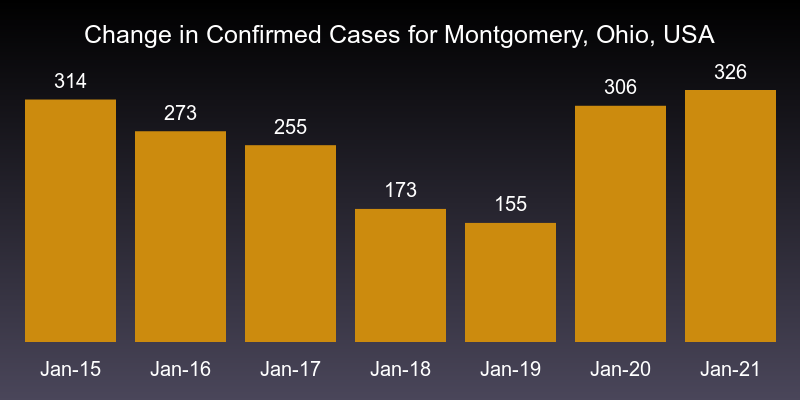 Change in Confirmed Cases for Montgomery, Ohio, USA
314
273
255
173
155
306
326
Jan-15
Jan-16
Jan-17
Jan-18
Jan-19
Jan-20
Jan-21